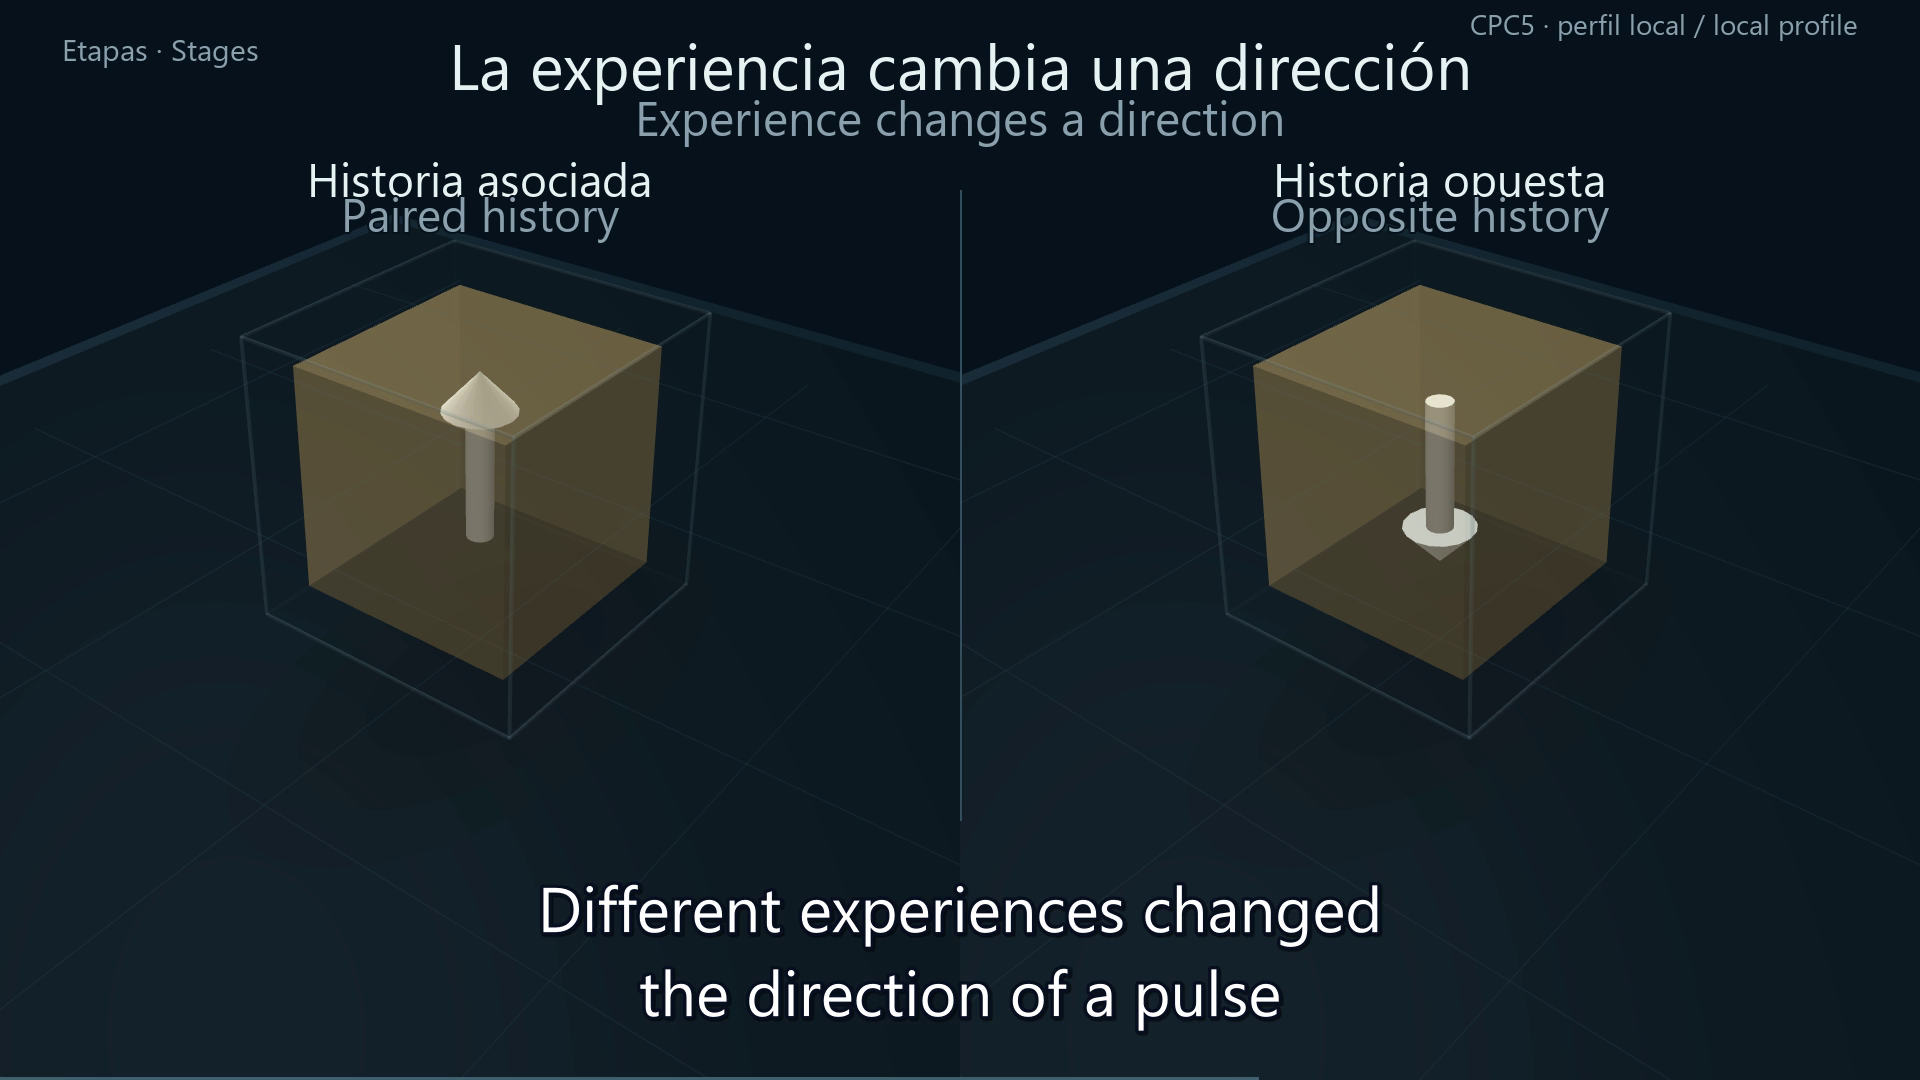 Etapas · Stages
CPC5 · perfil local / local profile
La experiencia cambia una dirección
Experience changes a direction
Historia asociada
Paired history
Historia opuesta
Opposite history
Different experiences changed
the direction of a pulse